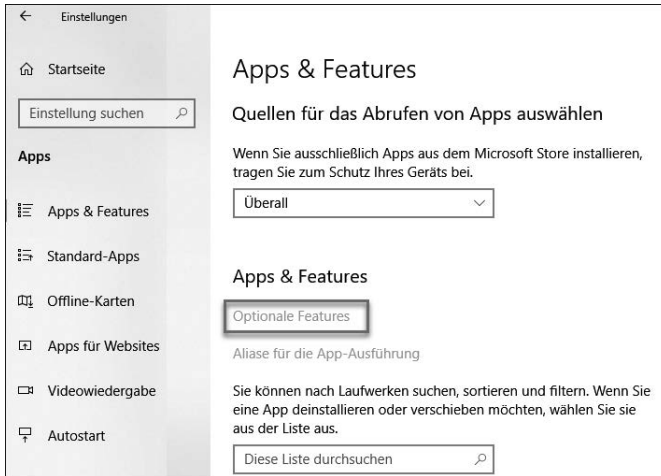 Einstellungen
Startseite
Einstellung suchen
Apps
Apps & Features
Standard-Apps
Offline-Karten
Apps für Websites
Videowiedergabe
Autostart
Apps & Features
Quellen für das Abrufen von Apps auswählen
Wenn Sie ausschließlich Apps aus dem Microsoft Store installieren,
tragen Sie zum Schutz Ihres Geräts bei.
Überall
Apps & Features
Optionale Features
Aliase für die App-Ausführung
Sie können nach Laufwerken suchen, sortieren und filtern. Wenn Sie
eine App deinstallieren oder verschieben möchten, wählen Sie sie
aus der Liste aus.
Diese Liste durchsuchen